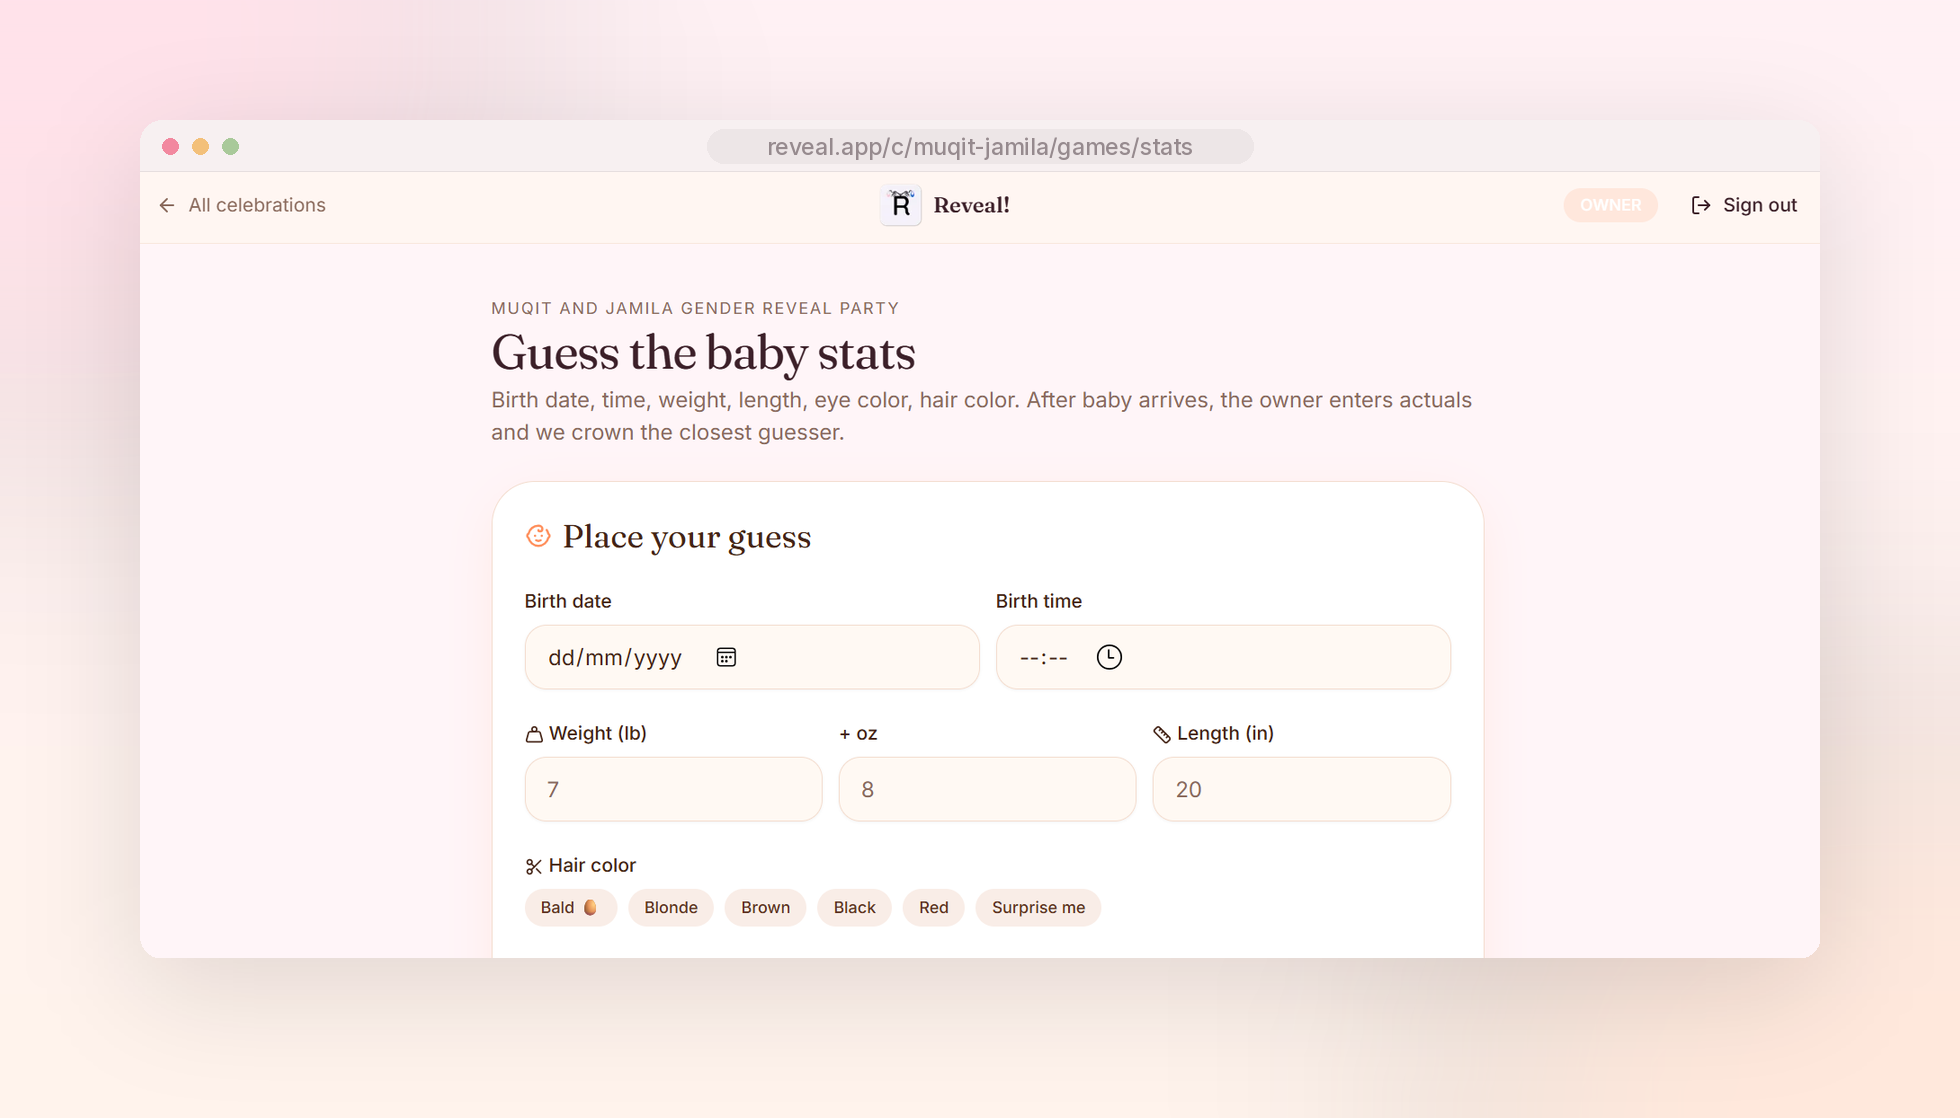 reveal.app/c/muqit-jamila/games/stats
← All celebrations
R Reveal!
OWNER
Sign out
MUQIT AND JAMILA GENDER REVEAL PARTY
Guess the baby stats
Birth date, time, weight, length, eye color, hair color. After baby arrives, the owner enters actuals
and we crown the closest guesser.
Place your guess
Birth date
Birth time
dd/mm/yyyy
--:--
Weight (lb)
+ oz
Length (in)
7
8
20
Hair color
Bald 🥚 Blonde Brown Black Red Surprise me